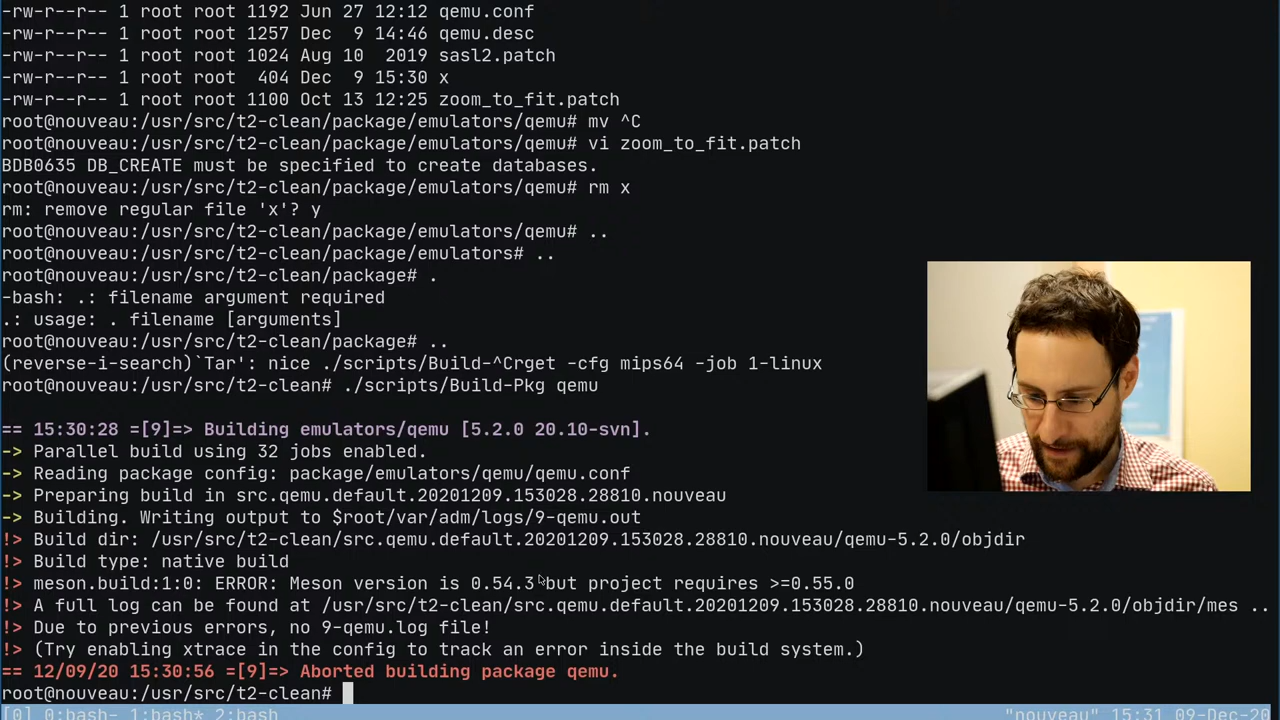 -rw-r--r-- 1 root root 1192 Jun 27 12:12 qemu.conf
-rw-r--r-- 1 root root 1257 Dec  9 14:46 qemu.desc
-rw-r--r-- 1 root root 1024 Aug 10  2019 sasl2.patch
-rw-r--r-- 1 root root  404 Dec  9 15:30 x
-rw-r--r-- 1 root root 1100 Oct 13 12:25 zoom_to_fit.patch
root@nouveau:/usr/src/t2-clean/package/emulators/qemu# mv ^C
root@nouveau:/usr/src/t2-clean/package/emulators/qemu# vi zoom_to_fit.patch
BDB0635 DB_CREATE must be specified to create databases.
root@nouveau:/usr/src/t2-clean/package/emulators/qemu# rm x
rm: remove regular file 'x'? y
root@nouveau:/usr/src/t2-clean/package/emulators/qemu# ..
root@nouveau:/usr/src/t2-clean/package/emulators# ..
root@nouveau:/usr/src/t2-clean/package# .
-bash: .: filename argument required
.: usage: . filename [arguments]
root@nouveau:/usr/src/t2-clean/package# ..
(reverse-i-search)`Tar': nice ./scripts/Build-^Crget -cfg mips64 -job 1-linux
root@nouveau:/usr/src/t2-clean# ./scripts/Build-Pkg qemu
== 15:30:28 =[9]=> Building emulators/qemu [5.2.0 20.10-svn].
-> Parallel build using 32 jobs enabled.
-> Reading package config: package/emulators/qemu/qemu.conf
-> Preparing build in src.qemu.default.20201209.153028.28810.nouveau
-> Building. Writing output to $root/var/adm/logs/9-qemu.out
!> Build dir: /usr/src/t2-clean/src.qemu.default.20201209.153028.28810.nouveau/qemu-5.2.0/objdir
!> Build type: native build
!> meson.build:1:0: ERROR: Meson version is 0.54.3 but project requires >=0.55.0
!> A full log can be found at /usr/src/t2-clean/src.qemu.default.20201209.153028.28810.nouveau/qemu-5.2.0/objdir/mes ..
!> Due to previous errors, no 9-qemu.log file!
!> (Try enabling xtrace in the config to track an error inside the build system.)
== 12/09/20 15:30:56 =[9]=> Aborted building package qemu.
root@nouveau:/usr/src/t2-clean#
[0] 0:bash- 1:bash* 2:bash "nouveau" 15:31 09-Dec-20